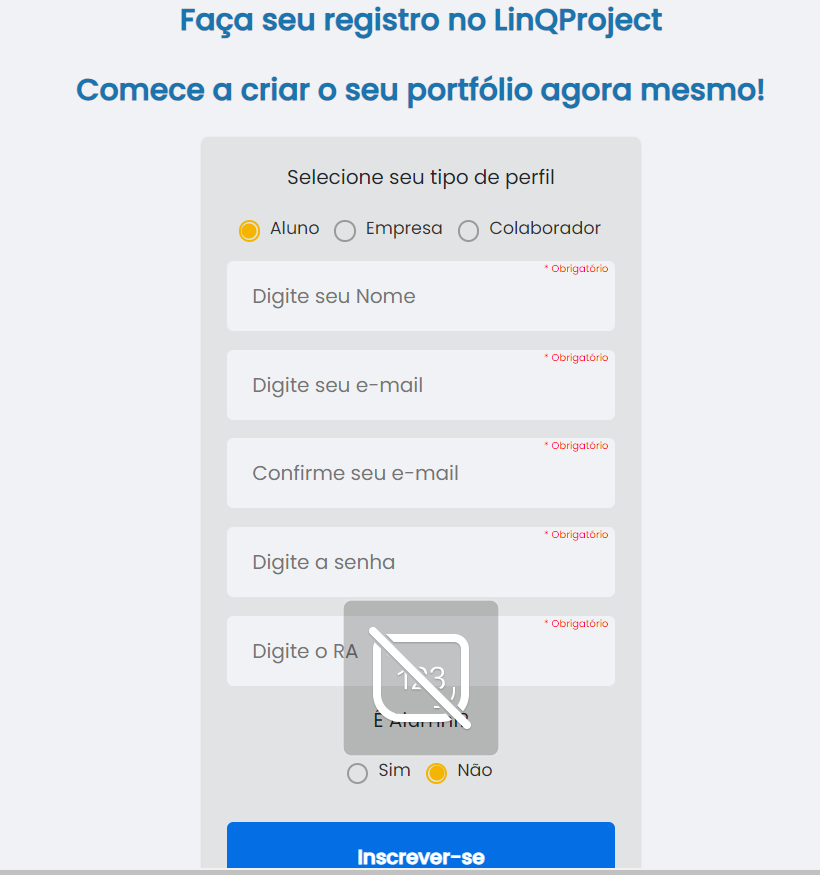 Faça seu registro no LinQProject
Comece a criar o seu portfólio agora mesmo!
Selecione seu tipo de perfil
Aluno Empresa Colaborador
* Obrigatório
Digite seu Nome
* Obrigatório
Digite seu e-mail
* Obrigatório
Confirme seu e-mail
* Obrigatório
Digite a senha
* Obrigatório
Digite o RA
123
É Alumni?
Sim Não
Inscrever-se